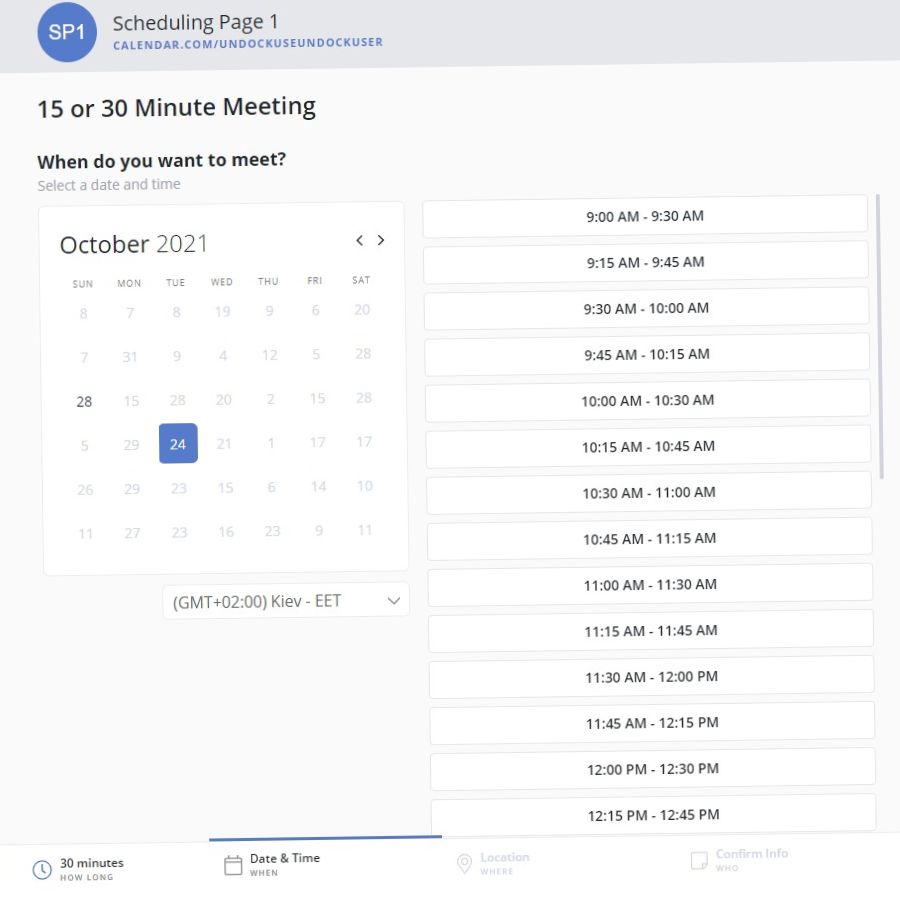 SP1
Scheduling Page 1
CALENDAR.COM/UNDOCKUSEUNDOCKUSER
15 or 30 Minute Meeting
When do you want to meet?
Select a date and time
October 2021
SUN MON TUE WED THU FRI SAT
8 7 8 19 9 6 20
7 31 9 4 12 5 28
28 15 28 20 2 15 28
5 29 24 21 1 17 17
26 29 23 15 6 14 10
11 27 23 16 23 9 11
(GMT+02:00) Kiev - EET
9:00 AM - 9:30 AM
9:15 AM - 9:45 AM
9:30 AM - 10:00 AM
9:45 AM - 10:15 AM
10:00 AM - 10:30 AM
10:15 AM - 10:45 AM
10:30 AM - 11:00 AM
10:45 AM - 11:15 AM
11:00 AM - 11:30 AM
11:15 AM - 11:45 AM
11:30 AM - 12:00 PM
11:45 AM - 12:15 PM
12:00 PM - 12:30 PM
12:15 PM - 12:45 PM
30 minutes
HOW LONG
Date & Time
WHEN
Location
WHERE
Confirm Info
WHO